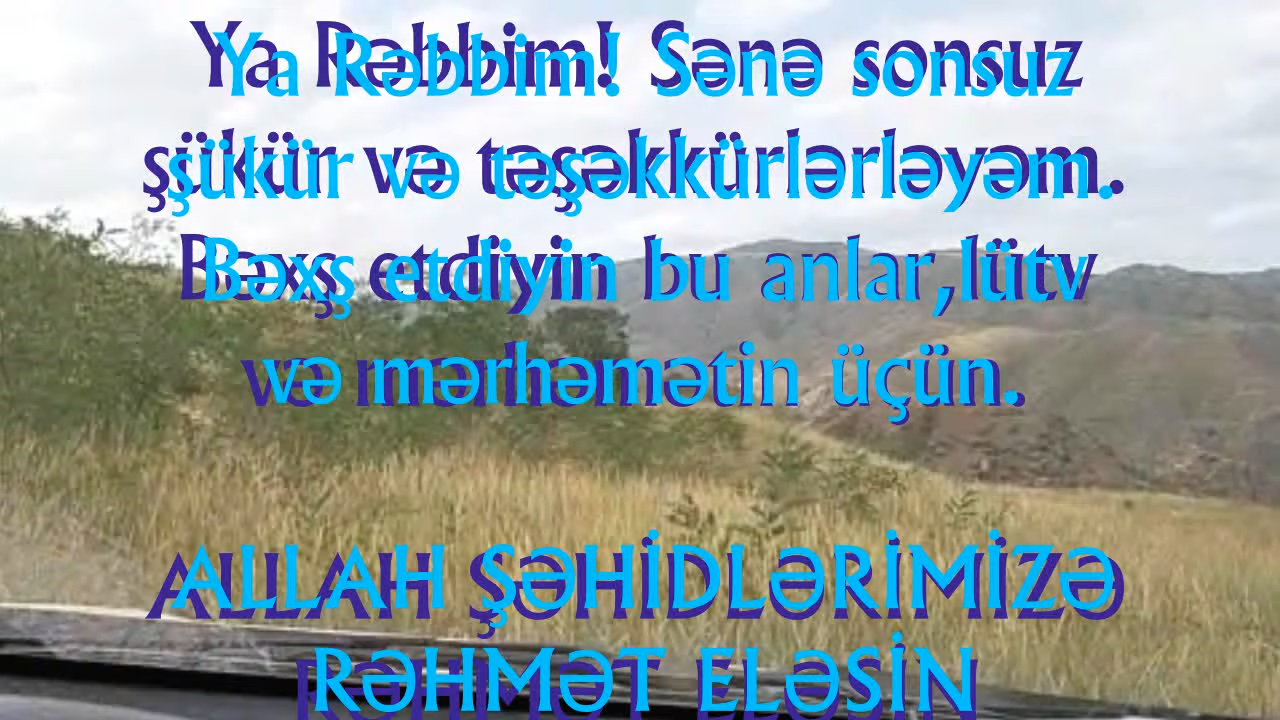 Ya Rəbbim! Sənə sonsuz
şükür və təşəkkürlərləyəm.
Bəxş etdiyin bu anlar,lütv
və mərhəmətin üçün.
ALLAH ŞƏHİDLƏRİMİZƏ
RƏHMƏT ELƏSİN